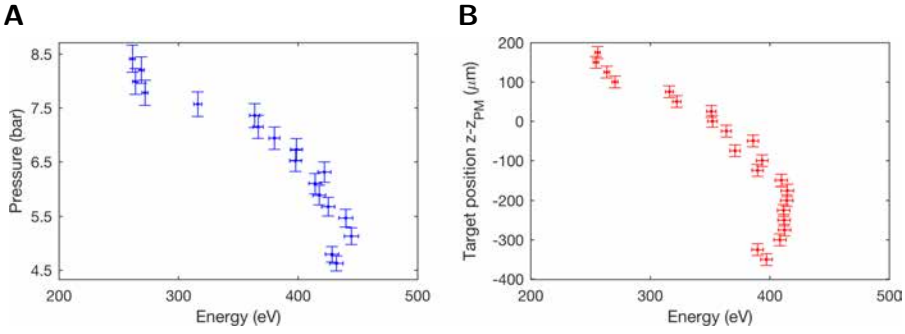 A
B
8.5
7.5
6.5
5.5
4.5
Pressure (bar)
200 300 400 500
Energy (eV)
200
100
0
-100
-200
-300
-400
Target position z-z_PM (μm)
200 300 400 500
Energy (eV)